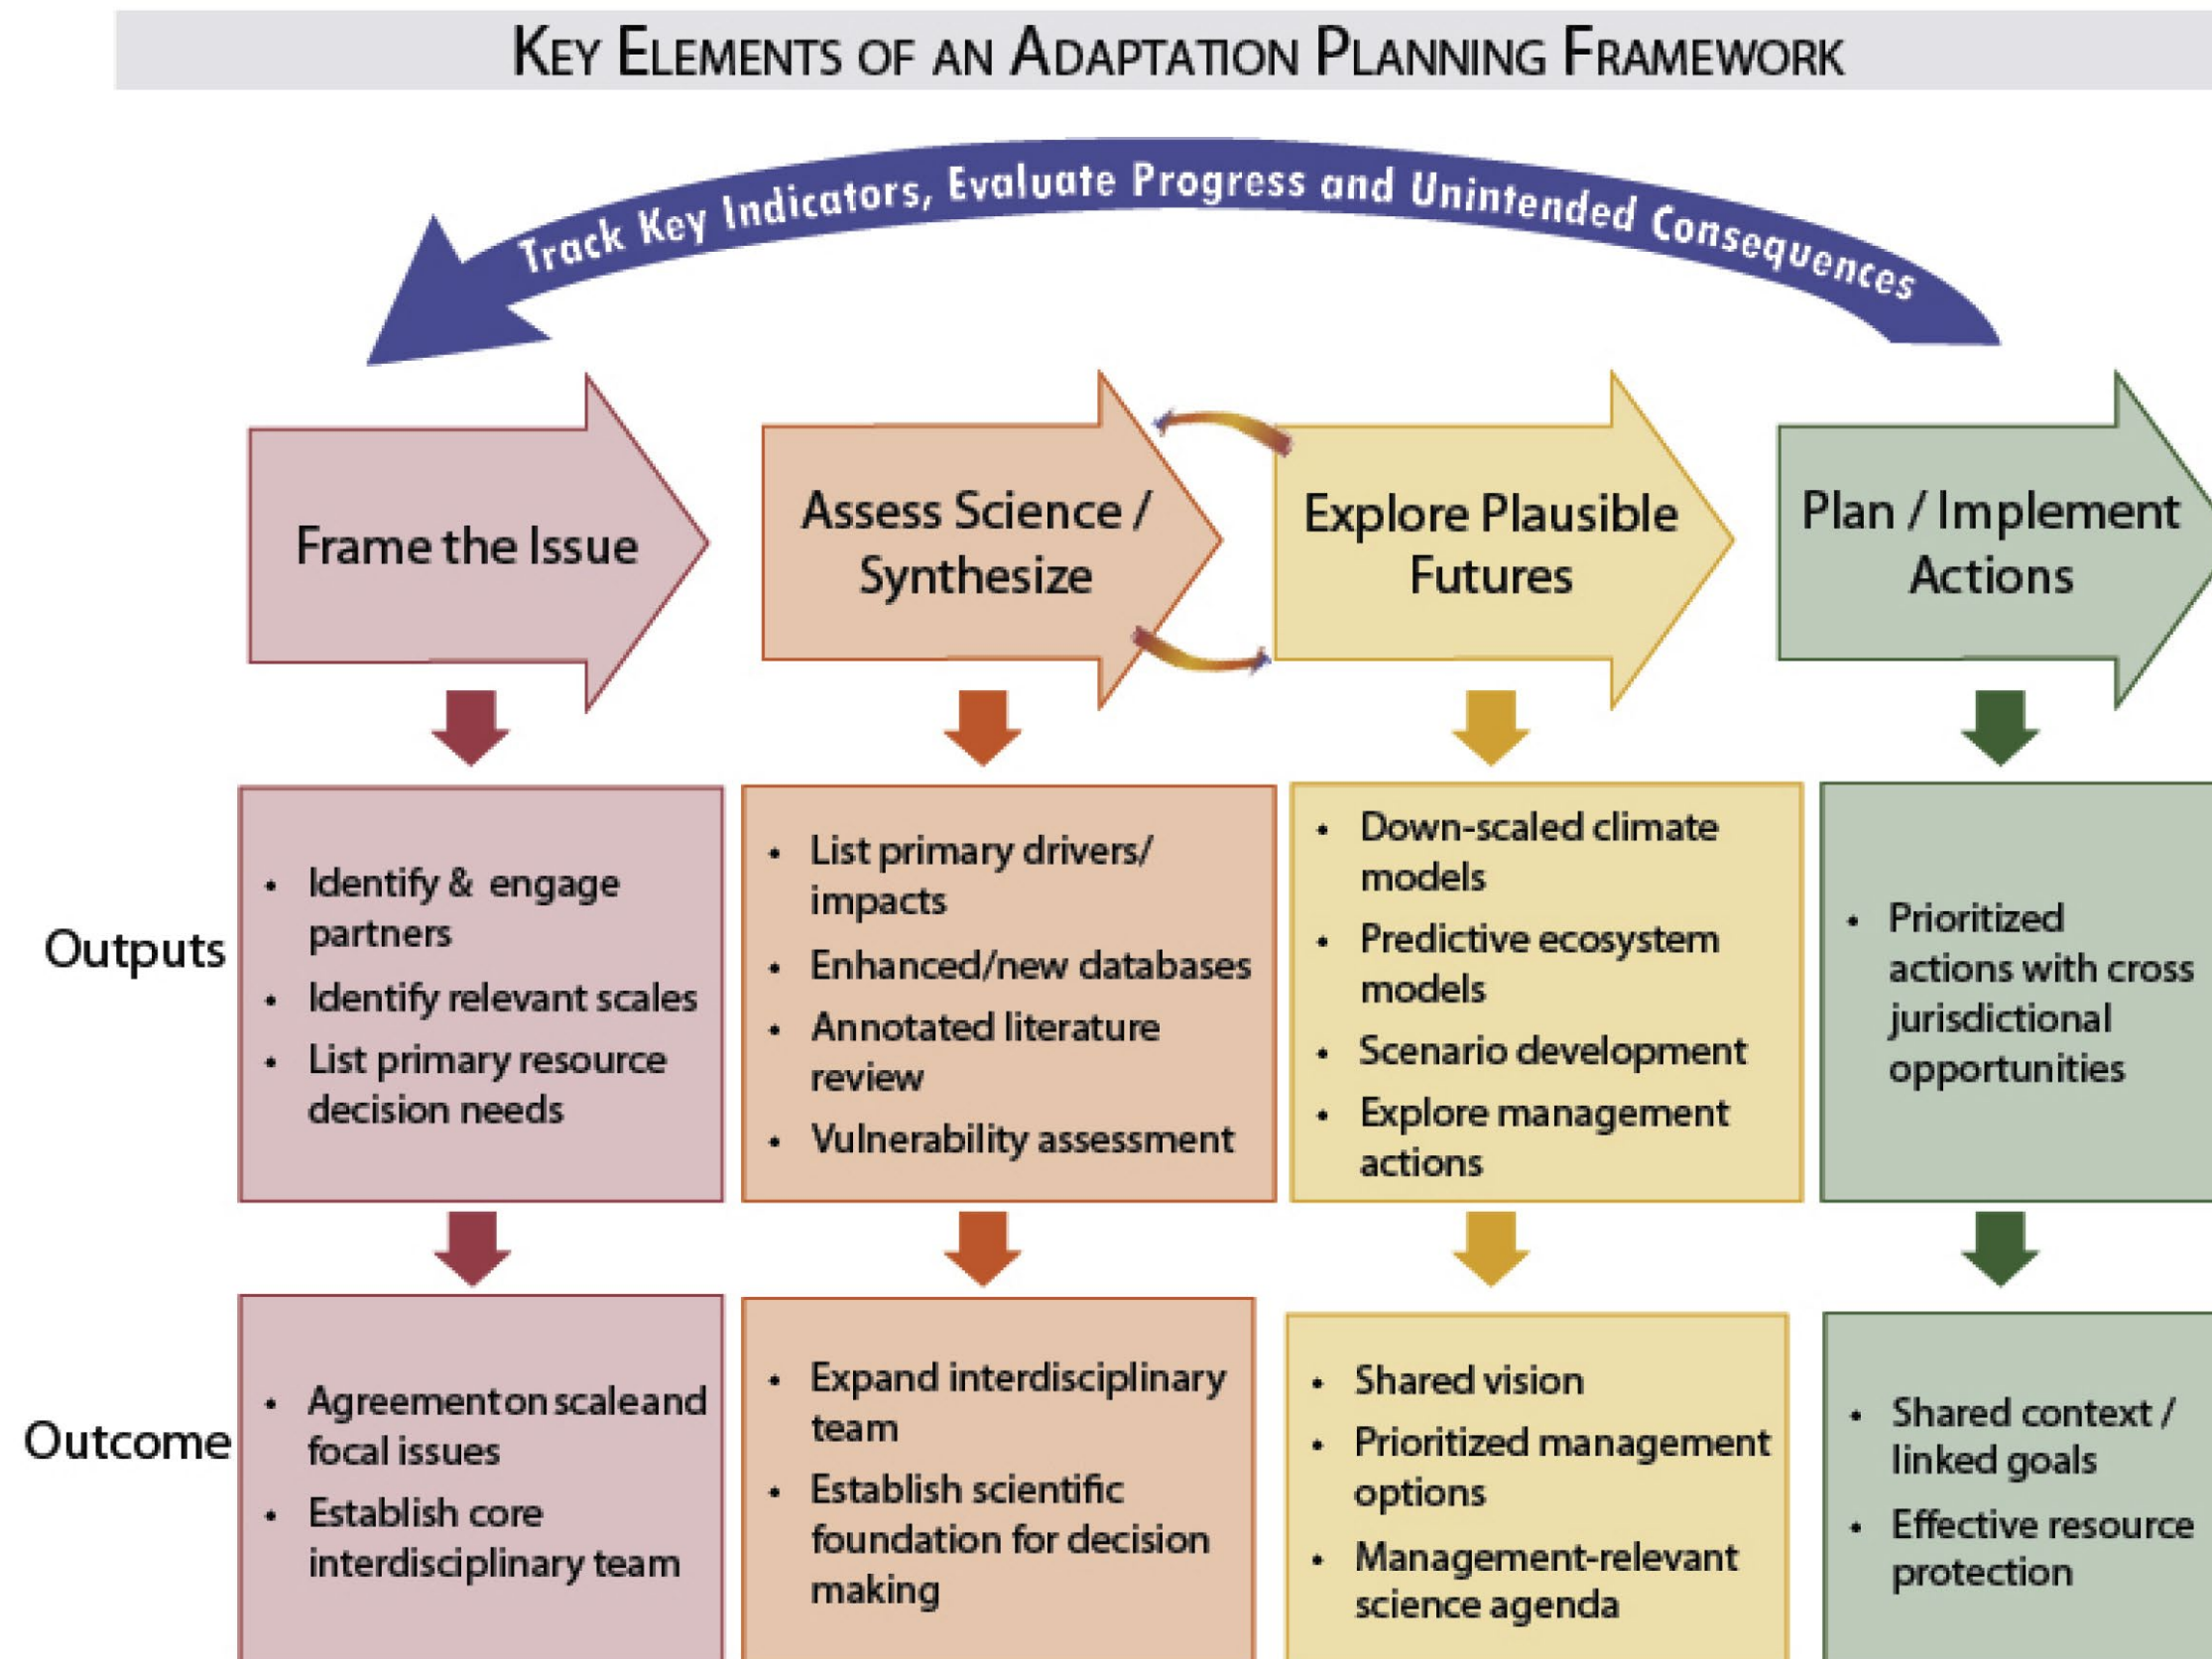 KEY ELEMENTS OF AN ADAPTATION PLANNING FRAMEWORK
Track Key Indicators, Evaluate Progress and Unintended Consequences
Frame the Issue
Assess Science /
Synthesize
Explore Plausible
Futures
Plan / Implement
Actions
Outputs
• Identify & engage
partners
• Identify relevant scales
• List primary resource
decision needs
• List primary drivers/
impacts
• Enhanced/new databases
• Annotated literature
review
• Vulnerability assessment
• Down-scaled climate
models
• Predictive ecosystem
models
• Scenario development
• Explore management
actions
• Prioritized
actions with cross
jurisdictional
opportunities
Outcome
• Agreement on scale and
focal issues
• Establish core
interdisciplinary team
• Expand interdisciplinary
team
• Establish scientific
foundation for decision
making
• Shared vision
• Prioritized management
options
• Management-relevant
science agenda
• Shared context /
linked goals
• Effective resource
protection